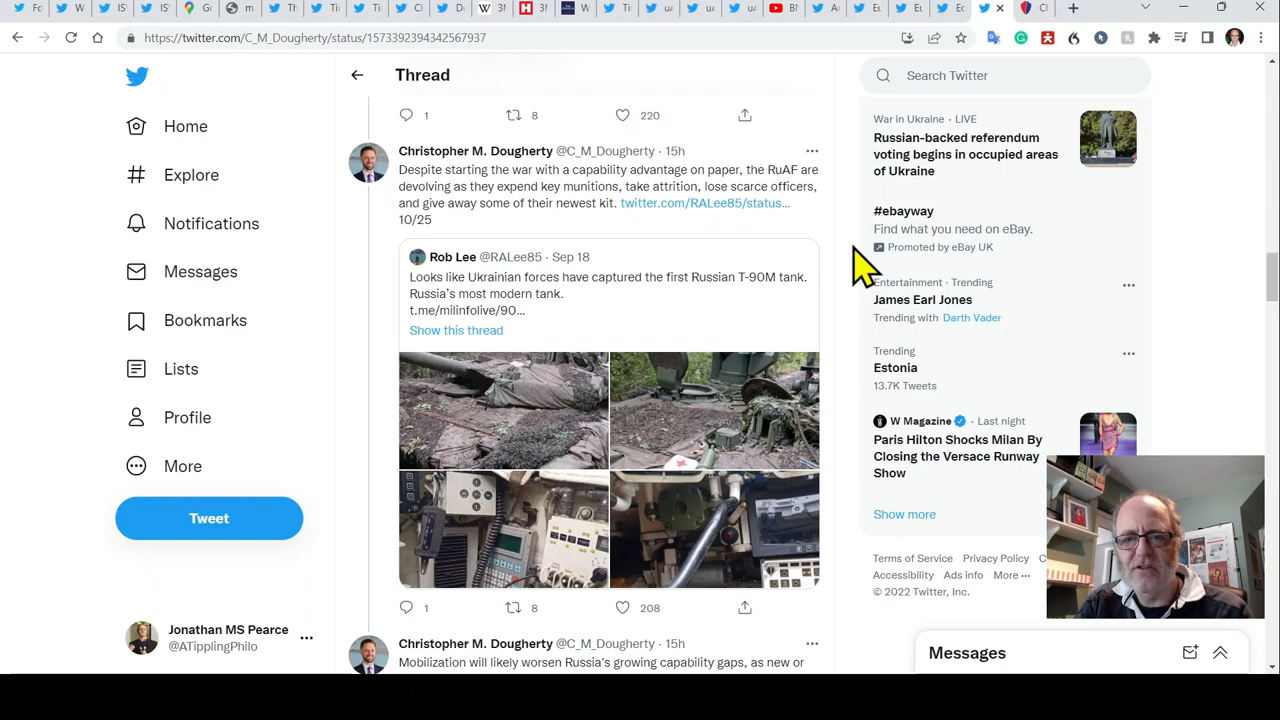 https://twitter.com/C_M_Dougherty/status/1573392394342567937
Home
Explore
Notifications
Messages
Bookmarks
Lists
Profile
More
Tweet
Jonathan MS Pearce
@ATipplingPhilo
Thread
1 8 220
Christopher M. Dougherty @C_M_Dougherty · 15h
Despite starting the war with a capability advantage on paper, the RuAF are
devolving as they expend key munitions, take attrition, lose scarce officers,
and give away some of their newest kit. twitter.com/RALee85/status…
10/25
Rob Lee @RALee85 · Sep 18
Looks like Ukrainian forces have captured the first Russian T-90M tank.
Russia's most modern tank.
t.me/milinfolive/90…
Show this thread
1 8 208
Christopher M. Dougherty @C_M_Dougherty · 15h
Mobilization will likely worsen Russia's growing capability gaps, as new or
Search Twitter
War in Ukraine · LIVE
Russian-backed referendum
voting begins in occupied areas
of Ukraine
#ebayway
Find what you need on eBay.
Promoted by eBay UK
Entertainment · Trending
James Earl Jones
Trending with Darth Vader
Trending
Estonia
13.7K Tweets
W Magazine · Last night
Paris Hilton Shocks Milan By
Closing the Versace Runway
Show
Show more
Terms of Service Privacy Policy
Accessibility Ads info More
© 2022 Twitter, Inc.
Messages